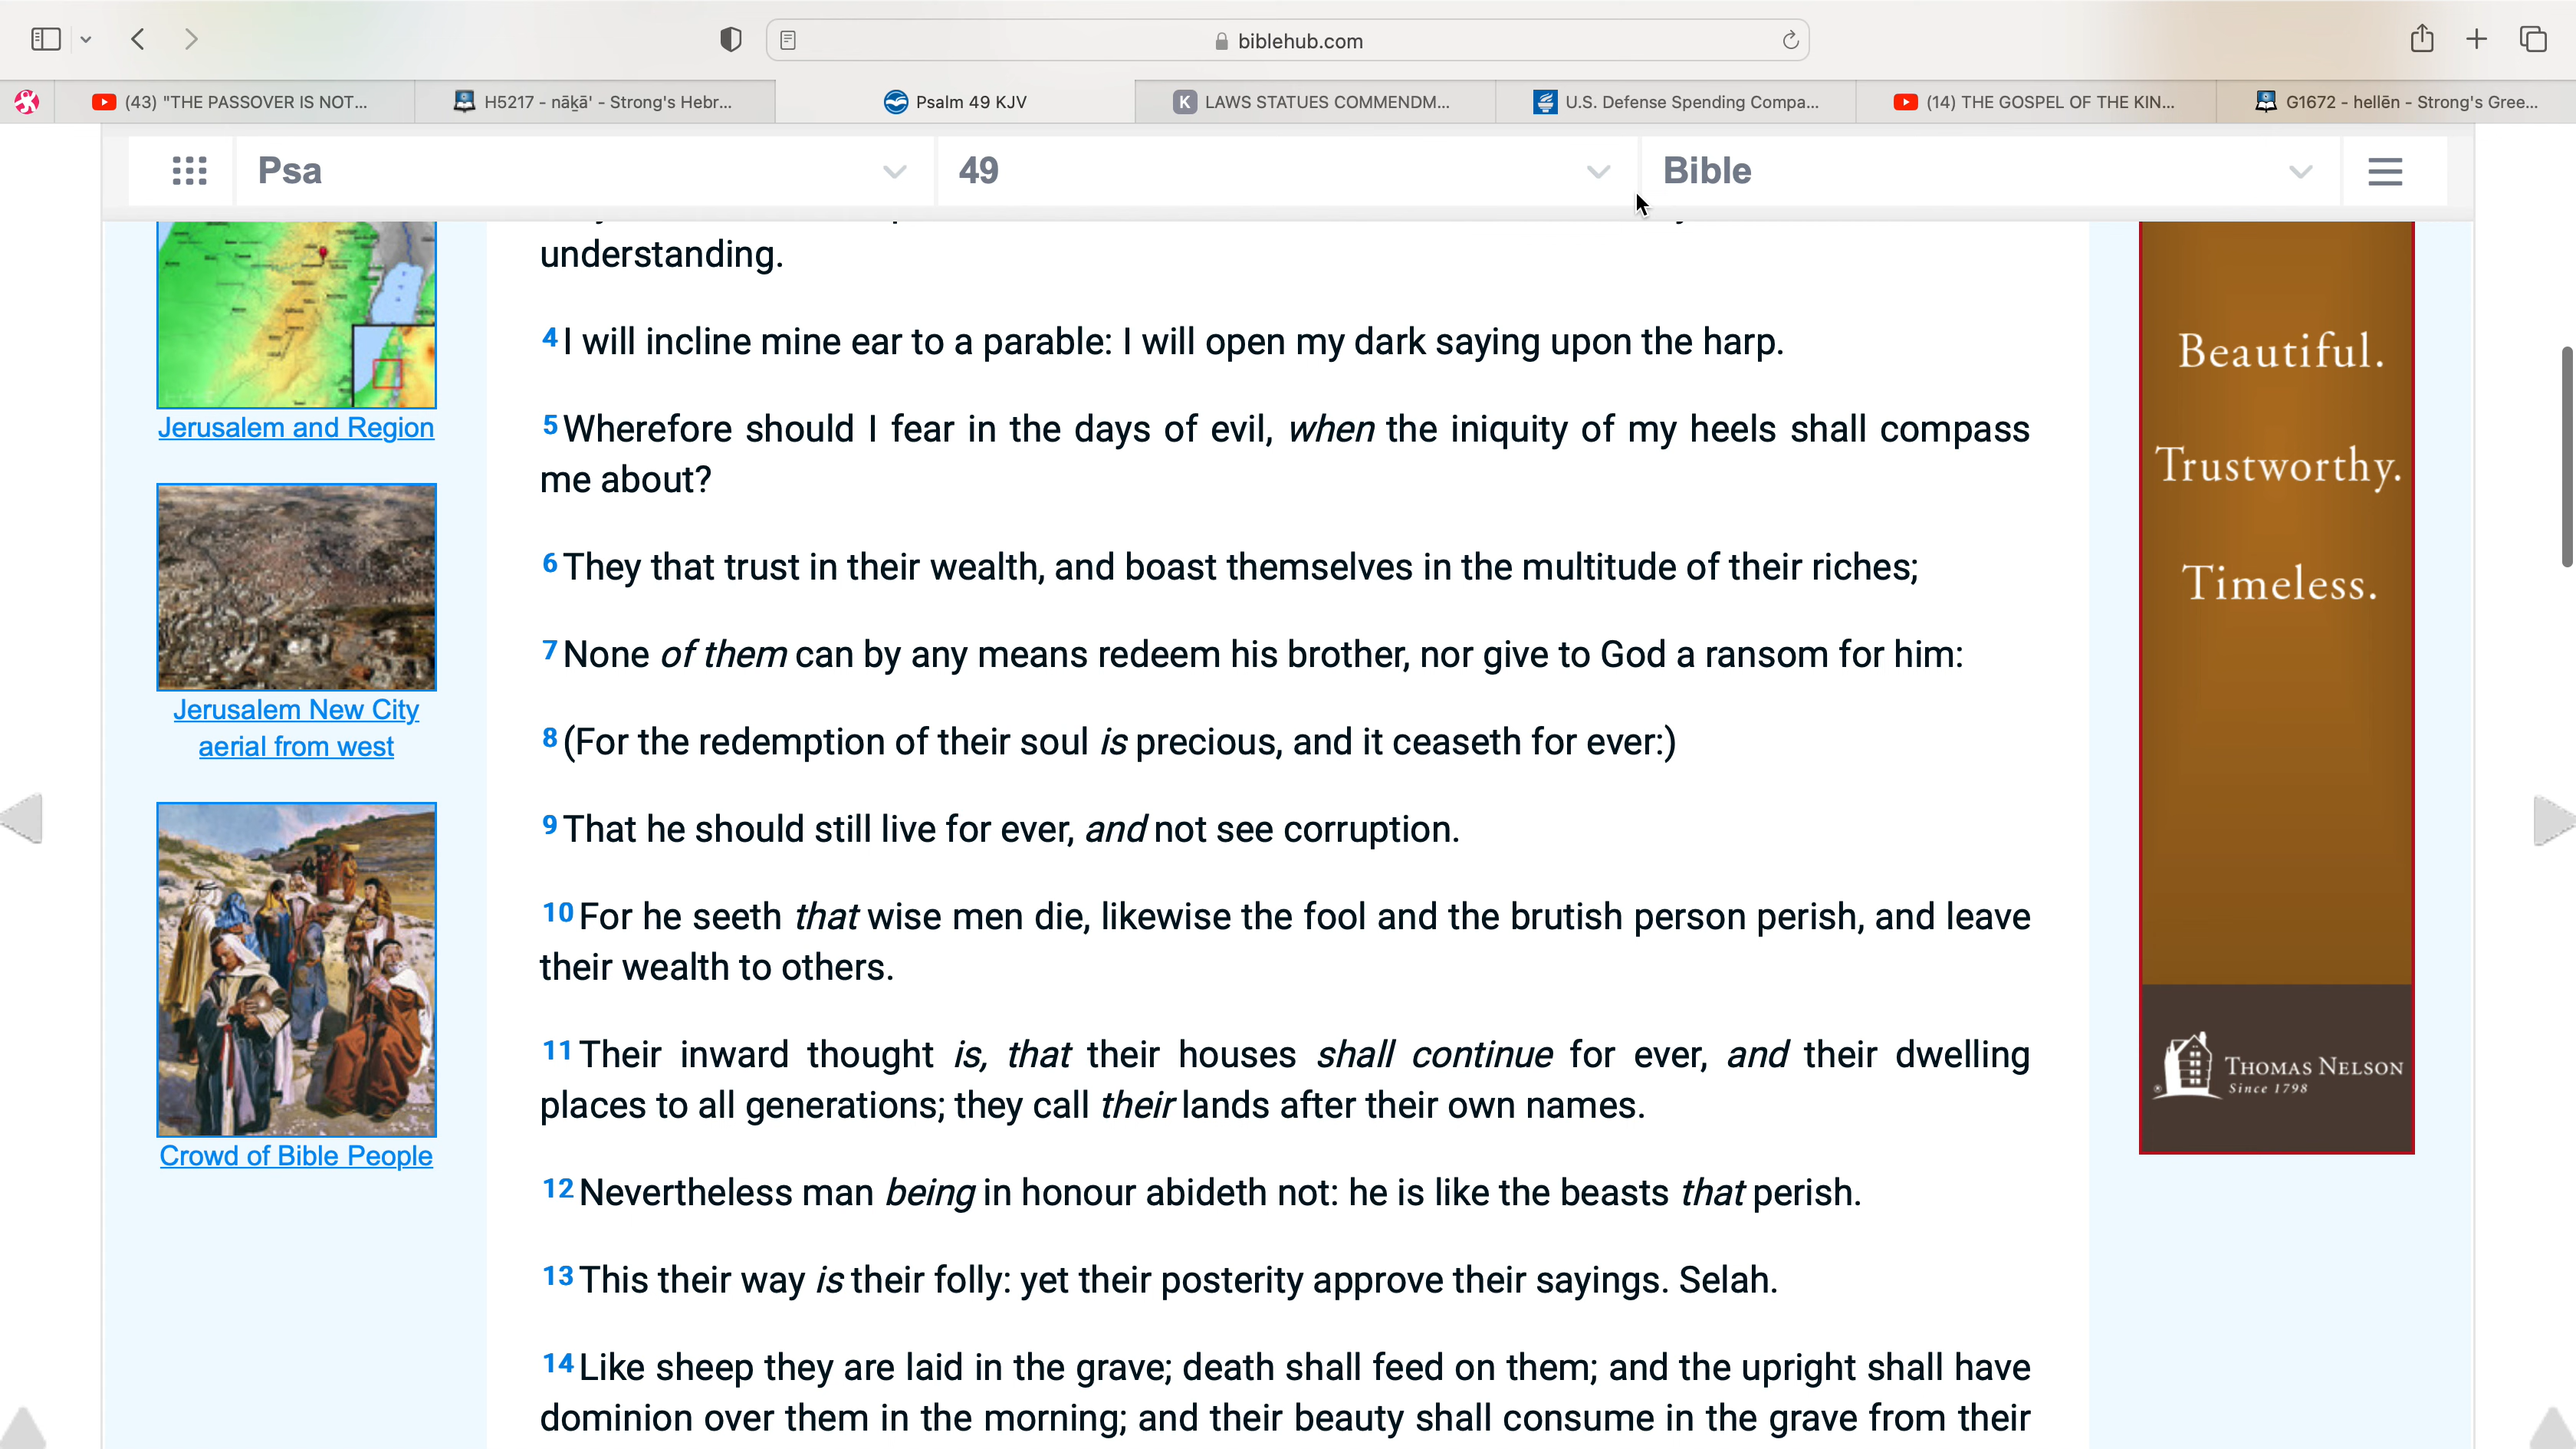 biblehub.com
(43) "THE PASSOVER IS NOT...
H5217 - nāḵā' - Strong's Hebr...
Psalm 49 KJV
K LAWS STATUES COMMENDM...
U.S. Defense Spending Compa...
(14) THE GOSPEL OF THE KIN...
G1672 - hellēn - Strong's Gree...
Psa
49
Bible
understanding.
4 I will incline mine ear to a parable: I will open my dark saying upon the harp.
5 Wherefore should I fear in the days of evil, when the iniquity of my heels shall compass
me about?
6 They that trust in their wealth, and boast themselves in the multitude of their riches;
7 None of them can by any means redeem his brother, nor give to God a ransom for him:
8 (For the redemption of their soul is precious, and it ceaseth for ever:)
9 That he should still live for ever, and not see corruption.
10 For he seeth that wise men die, likewise the fool and the brutish person perish, and leave
their wealth to others.
11 Their inward thought is, that their houses shall continue for ever, and their dwelling
places to all generations; they call their lands after their own names.
12 Nevertheless man being in honour abideth not: he is like the beasts that perish.
13 This their way is their folly: yet their posterity approve their sayings. Selah.
14 Like sheep they are laid in the grave; death shall feed on them; and the upright shall have
dominion over them in the morning; and their beauty shall consume in the grave from their
Jerusalem and Region
Jerusalem New City
aerial from west
Crowd of Bible People
Beautiful.
Trustworthy.
Timeless.
THOMAS NELSON
Since 1798